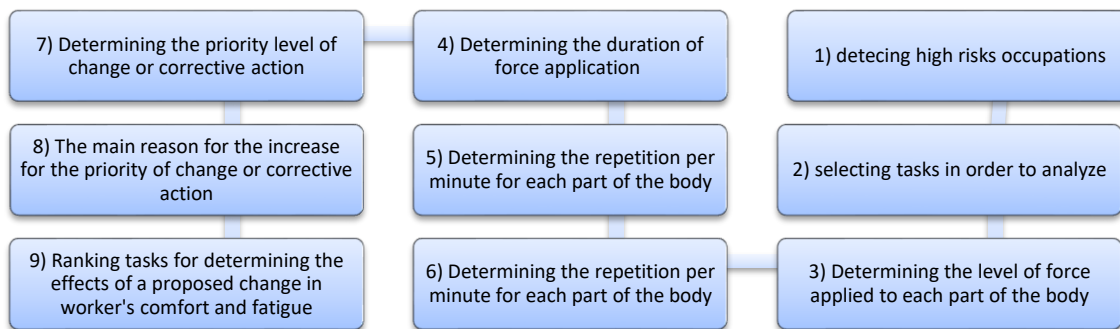 1) detecing high risks occupations
2) selecting tasks in order to analyze
3) Determining the level of force
applied to each part of the body
4) Determining the duration of
force application
5) Determining the repetition per
minute for each part of the body
6) Determining the repetition per
minute for each part of the body
7) Determining the priority level of
change or corrective action
8) The main reason for the increase
for the priority of change or corrective
action
9) Ranking tasks for determining the
effects of a proposed change in
worker's comfort and fatigue